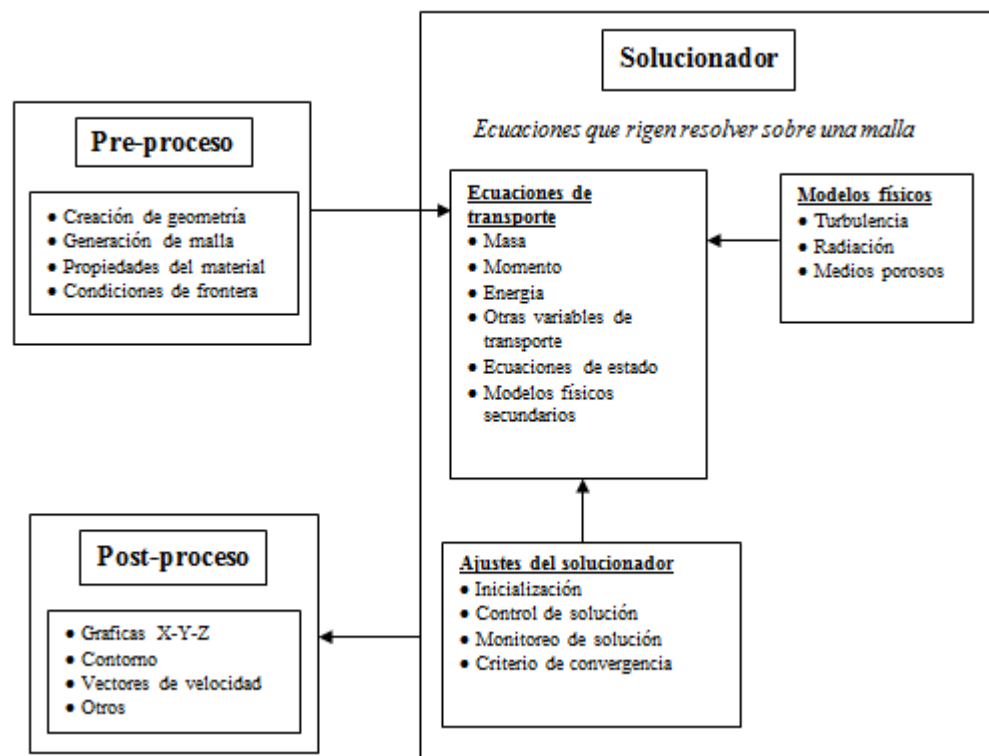 Pre-proceso
● Creación de geometría
● Generación de malla
● Propiedades del material
● Condiciones de frontera
Solucionador
Ecuaciones que rigen resolver sobre una malla
Ecuaciones de
transporte
● Masa
● Momento
● Energia
● Otras variables de
transporte
● Ecuaciones de estado
● Modelos físicos
secundarios
Modelos físicos
● Turbulencia
● Radiación
● Medios porosos
Ajustes del solucionador
● Inicialización
● Control de solución
● Monitoreo de solución
● Criterio de convergencia
Post-proceso
● Graficas X-Y-Z
● Contorno
● Vectores de velocidad
● Otros